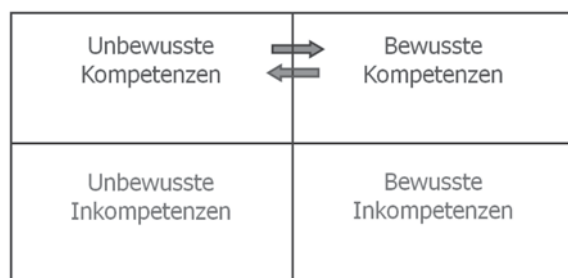 Unbewusste
Kompetenzen
Bewusste
Kompetenzen
Unbewusste
Inkompetenzen
Bewusste
Inkompetenzen